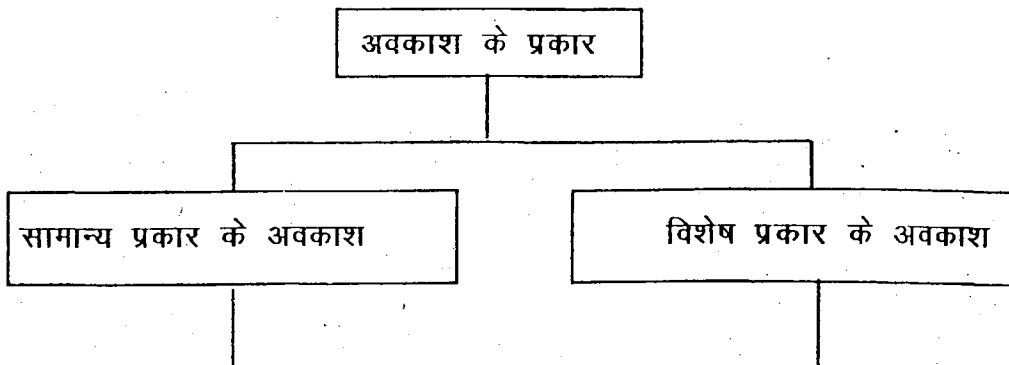 अवकाश के प्रकार
सामान्य प्रकार के अवकाश
विशेष प्रकार के अवकाश